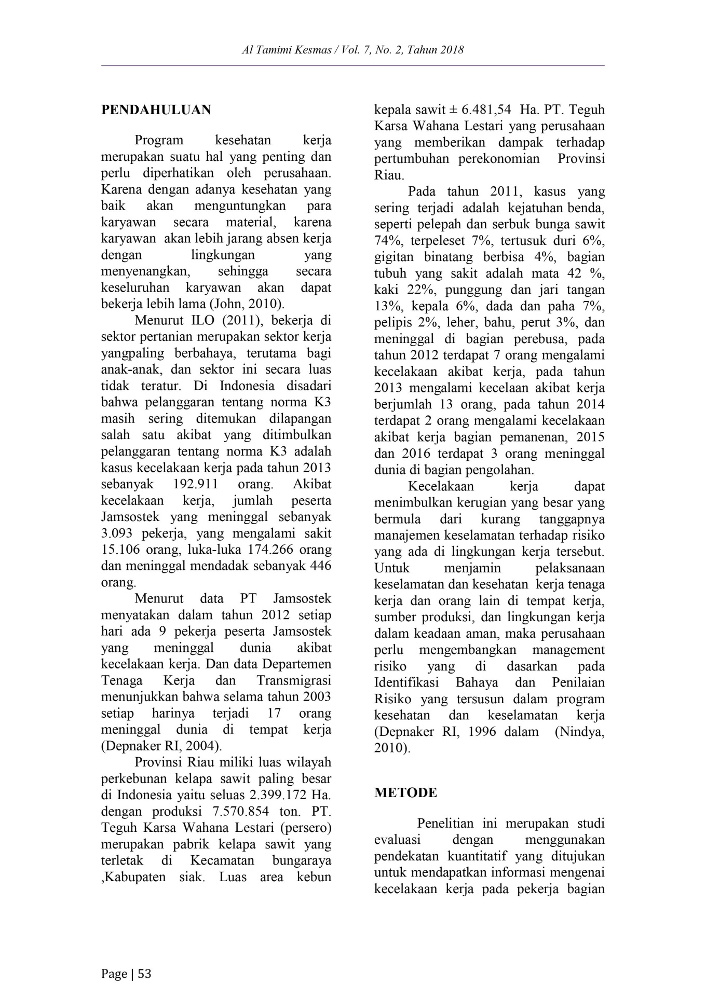 Al Tamimi Kesmas / Vol. 7, No. 2, Tahun 2018
PENDAHULUAN
Program kesehatan kerja
merupakan suatu hal yang penting dan
perlu diperhatikan oleh perusahaan.
Karena dengan adanya kesehatan yang
baik akan menguntungkan para
karyawan secara material, karena
karyawan akan lebih jarang absen kerja
dengan lingkungan yang
menyenangkan, sehingga secara
keseluruhan karyawan akan dapat
bekerja lebih lama (John, 2010).
Menurut ILO (2011), bekerja di
sektor pertanian merupakan sektor kerja
yangpaling berbahaya, terutama bagi
anak-anak, dan sektor ini secara luas
tidak teratur. Di Indonesia disadari
bahwa pelanggaran tentang norma K3
masih sering ditemukan dilapangan
salah satu akibat yang ditimbulkan
pelanggaran tentang norma K3 adalah
kasus kecelakaan kerja pada tahun 2013
sebanyak 192.911 orang. Akibat
kecelakaan kerja, jumlah peserta
Jamsostek yang meninggal sebanyak
3.093 pekerja, yang mengalami sakit
15.106 orang, luka-luka 174.266 orang
dan meninggal mendadak sebanyak 446
orang.
Menurut data PT Jamsostek
menyatakan dalam tahun 2012 setiap
hari ada 9 pekerja peserta Jamsostek
yang meninggal dunia akibat
kecelakaan kerja. Dan data Departemen
Tenaga Kerja dan Transmigrasi
menunjukkan bahwa selama tahun 2003
setiap harinya terjadi 17 orang
meninggal dunia di tempat kerja
(Depnaker RI, 2004).
Provinsi Riau miliki luas wilayah
perkebunan kelapa sawit paling besar
di Indonesia yaitu seluas 2.399.172 Ha.
dengan produksi 7.570.854 ton. PT.
Teguh Karsa Wahana Lestari (persero)
merupakan pabrik kelapa sawit yang
terletak di Kecamatan bungaraya
,Kabupaten siak. Luas area kebun
kepala sawit ± 6.481,54 Ha. PT. Teguh
Karsa Wahana Lestari yang perusahaan
yang memberikan dampak terhadap
pertumbuhan perekonomian Provinsi
Riau.
Pada tahun 2011, kasus yang
sering terjadi adalah kejatuhan benda,
seperti pelepah dan serbuk bunga sawit
74%, terpeleset 7%, tertusuk duri 6%,
gigitan binatang berbisa 4%, bagian
tubuh yang sakit adalah mata 42 %,
kaki 22%, punggung dan jari tangan
13%, kepala 6%, dada dan paha 7%,
pelipis 2%, leher, bahu, perut 3%, dan
meninggal di bagian perebusa, pada
tahun 2012 terdapat 7 orang mengalami
kecelakaan akibat kerja, pada tahun
2013 mengalami kecelaan akibat kerja
berjumlah 13 orang, pada tahun 2014
terdapat 2 orang mengalami kecelakaan
akibat kerja bagian pemanenan, 2015
dan 2016 terdapat 3 orang meninggal
dunia di bagian pengolahan.
Kecelakaan kerja dapat
menimbulkan kerugian yang besar yang
bermula dari kurang tanggapnya
manajemen keselamatan terhadap risiko
yang ada di lingkungan kerja tersebut.
Untuk menjamin pelaksanaan
keselamatan dan kesehatan kerja tenaga
kerja dan orang lain di tempat kerja,
sumber produksi, dan lingkungan kerja
dalam keadaan aman, maka perusahaan
perlu mengembangkan management
risiko yang di dasarkan pada
Identifikasi Bahaya dan Penilaian
Risiko yang tersusun dalam program
kesehatan dan keselamatan kerja
(Depnaker RI, 1996 dalam (Nindya,
2010).
METODE
Penelitian ini merupakan studi
evaluasi dengan menggunakan
pendekatan kuantitatif yang ditujukan
untuk mendapatkan informasi mengenai
kecelakaan kerja pada pekerja bagian
Page | 53